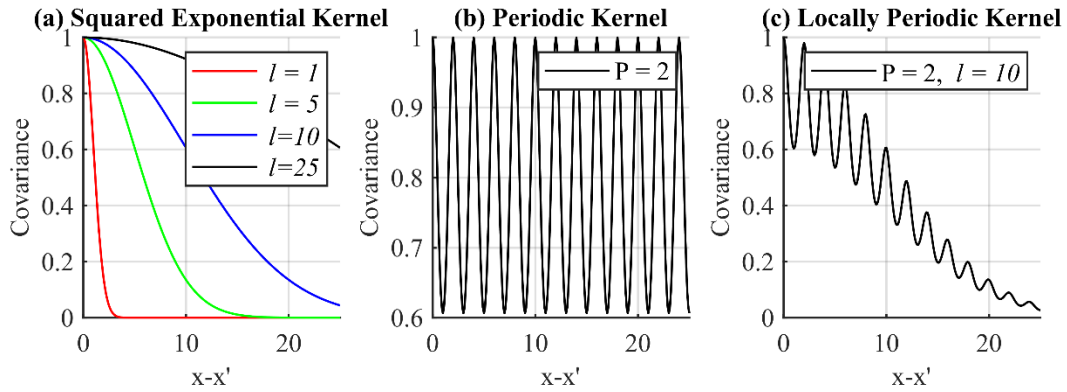 (a) Squared Exponential Kernel
1
0.8
0.6
0.4
0.2
0
0
10
20
Covariance
x-x'
l = 1
l = 5
l=10
l=25
(b) Periodic Kernel
1
0.9
0.8
0.7
0.6
0
10
20
Covariance
x-x'
P = 2
(c) Locally Periodic Kernel
1
0.8
0.6
0.4
0.2
0
0
10
20
Covariance
x-x'
P = 2, l = 10